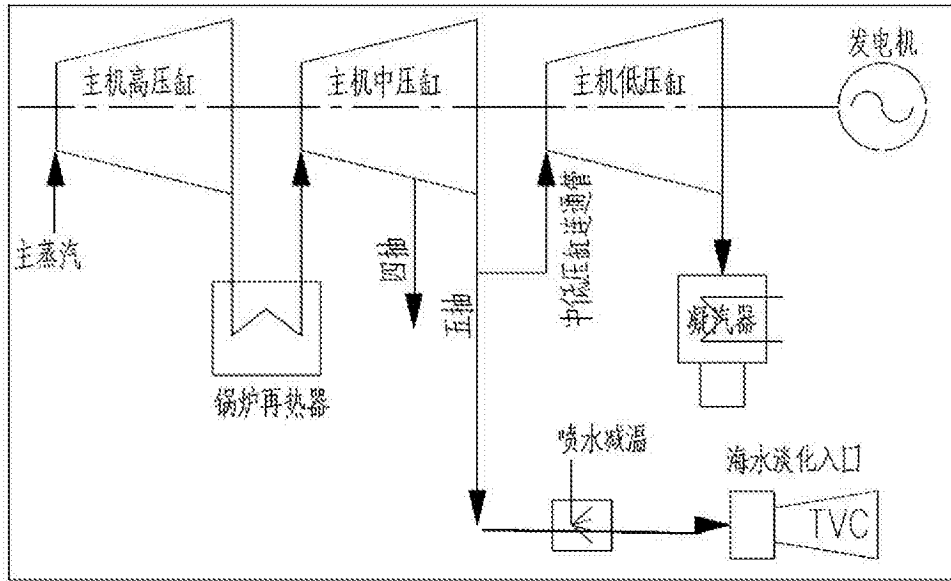 主机高压缸
主机中压缸
主机低压缸
发电机
主蒸汽
四抽
五抽
中低压缸连通管
凝汽器
锅炉再热器
喷水减温
海水淡化入口
TVC